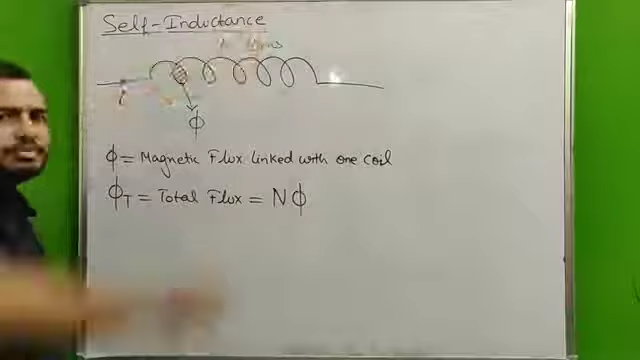 Self-Inductance
i
ϕ
ϕ = Magnetic Flux linked with one coil
ϕT = Total Flux = Nϕ